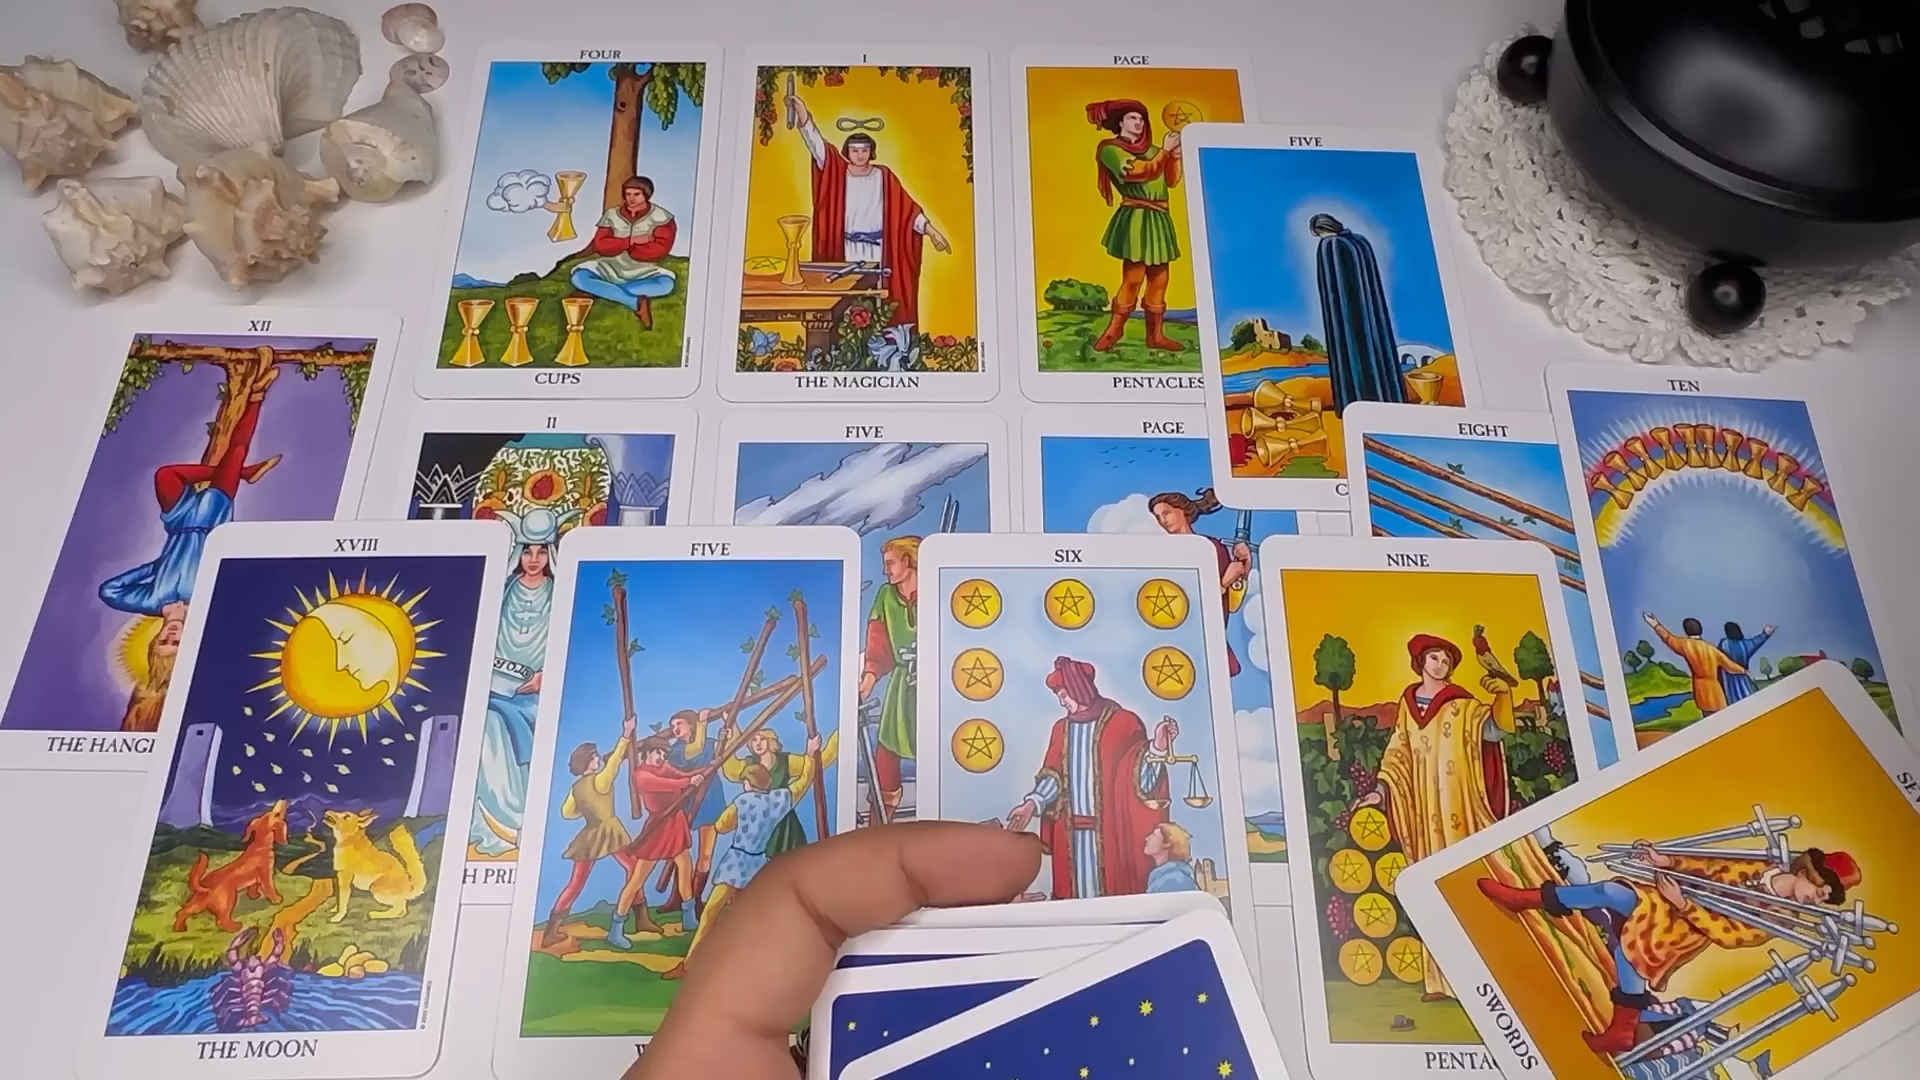 FOUR
CUPS
I
THE MAGICIAN
PAGE
PENTACLES
FIVE
C
XII
THE HANG
II
H PRI
FIVE
PAGE
EIGHT
TEN
XVIII
THE MOON
FIVE
W
SIX
NINE
PENTA
SE
SWORDS